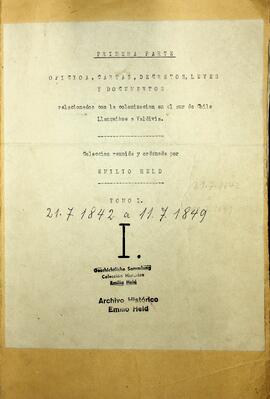 PRIMERA PARTE
OFICIOS, CARTAS, DECRETOS, LEYES
Y DOCUMENTOS
relacionados con la colonizacion en el sur de Chile
Llanquihue a Valdivia.
Coleccion reunida y ordenada por
EMILIO HELD
TOMO I.
21.7.1842 a 11.7.1849
I.
Geschichtliche Sammlung
Colección Histórica
Emilio Held
Archivo Histórico
Emilio Held